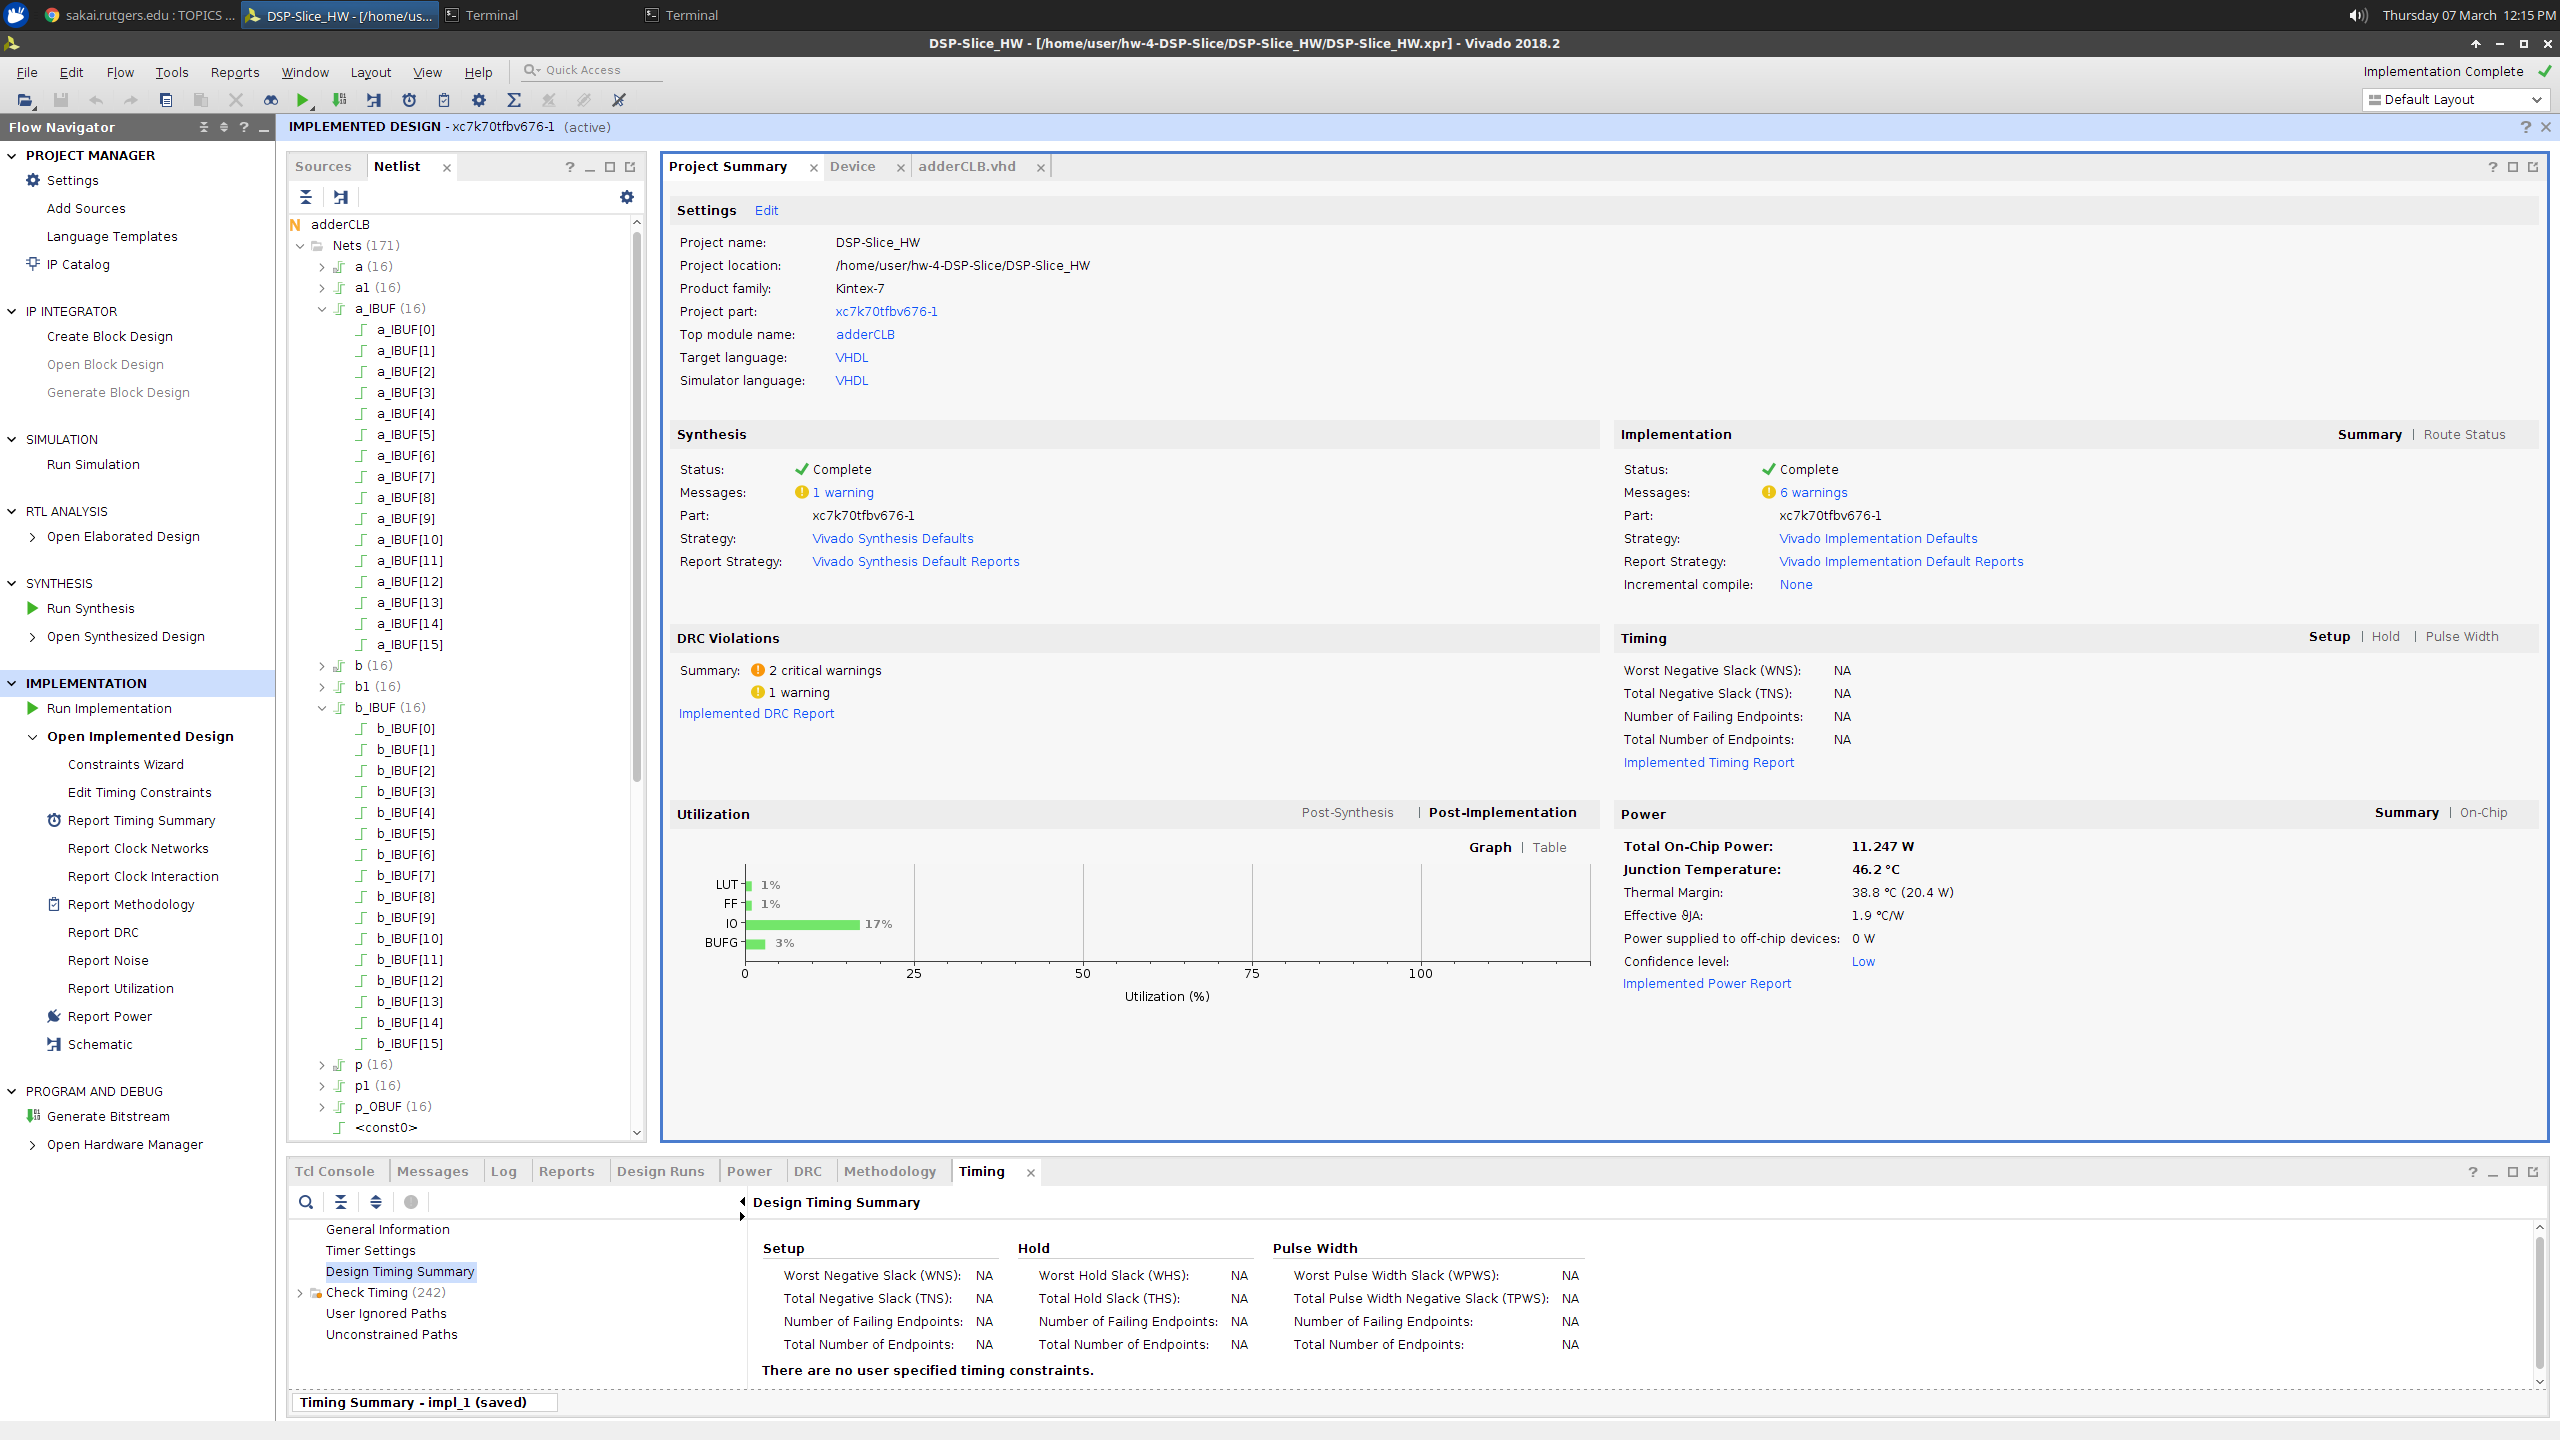 sakai.rutgers.edu : TOPICS ...
DSP-Slice_HW - [/home/us...
Terminal
Terminal
Thursday 07 March 12:15 PM
DSP-Slice_HW - [/home/user/hw-4-DSP-Slice/DSP-Slice_HW/DSP-Slice_HW.xpr] - Vivado 2018.2
File Edit Flow Tools Reports Window Layout View Help
Quick Access
Implementation Complete
Default Layout
Flow Navigator
PROJECT MANAGER
Settings
Add Sources
Language Templates
IP Catalog
IP INTEGRATOR
Create Block Design
Open Block Design
Generate Block Design
SIMULATION
Run Simulation
RTL ANALYSIS
Open Elaborated Design
SYNTHESIS
Run Synthesis
Open Synthesized Design
IMPLEMENTATION
Run Implementation
Open Implemented Design
Constraints Wizard
Edit Timing Constraints
Report Timing Summary
Report Clock Networks
Report Clock Interaction
Report Methodology
Report DRC
Report Noise
Report Utilization
Report Power
Schematic
PROGRAM AND DEBUG
Generate Bitstream
Open Hardware Manager
IMPLEMENTED DESIGN - xc7k70tfbv676-1 (active)
Sources Netlist
N adderCLB
Nets (171)
a (16)
a1 (16)
a_IBUF (16)
a_IBUF[0]
a_IBUF[1]
a_IBUF[2]
a_IBUF[3]
a_IBUF[4]
a_IBUF[5]
a_IBUF[6]
a_IBUF[7]
a_IBUF[8]
a_IBUF[9]
a_IBUF[10]
a_IBUF[11]
a_IBUF[12]
a_IBUF[13]
a_IBUF[14]
a_IBUF[15]
b (16)
b1 (16)
b_IBUF (16)
b_IBUF[0]
b_IBUF[1]
b_IBUF[2]
b_IBUF[3]
b_IBUF[4]
b_IBUF[5]
b_IBUF[6]
b_IBUF[7]
b_IBUF[8]
b_IBUF[9]
b_IBUF[10]
b_IBUF[11]
b_IBUF[12]
b_IBUF[13]
b_IBUF[14]
b_IBUF[15]
p (16)
p1 (16)
p_OBUF (16)
<const0>
Project Summary Device adderCLB.vhd
Settings Edit
Project name: DSP-Slice_HW
Project location: /home/user/hw-4-DSP-Slice/DSP-Slice_HW
Product family: Kintex-7
Project part: xc7k70tfbv676-1
Top module name: adderCLB
Target language: VHDL
Simulator language: VHDL
Synthesis
Status: Complete
Messages: 1 warning
Part: xc7k70tfbv676-1
Strategy: Vivado Synthesis Defaults
Report Strategy: Vivado Synthesis Default Reports
Implementation Summary | Route Status
Status: Complete
Messages: 6 warnings
Part: xc7k70tfbv676-1
Strategy: Vivado Implementation Defaults
Report Strategy: Vivado Implementation Default Reports
Incremental compile: None
DRC Violations
Summary: 2 critical warnings
1 warning
Implemented DRC Report
Timing Setup | Hold | Pulse Width
Worst Negative Slack (WNS): NA
Total Negative Slack (TNS): NA
Number of Failing Endpoints: NA
Total Number of Endpoints: NA
Implemented Timing Report
Utilization Post-Synthesis | Post-Implementation
Graph | Table
LUT 1%
FF 1%
IO 17%
BUFG 3%
0 25 50 75 100
Utilization (%)
Power Summary | On-Chip
Total On-Chip Power: 11.247 W
Junction Temperature: 46.2 °C
Thermal Margin: 38.8 °C (20.4 W)
Effective ϑJA: 1.9 °C/W
Power supplied to off-chip devices: 0 W
Confidence level: Low
Implemented Power Report
Tcl Console Messages Log Reports Design Runs Power DRC Methodology Timing
General Information
Timer Settings
Design Timing Summary
Check Timing (242)
User Ignored Paths
Unconstrained Paths
Design Timing Summary
Setup Hold Pulse Width
Worst Negative Slack (WNS): NA Worst Hold Slack (WHS): NA Worst Pulse Width Slack (WPWS): NA
Total Negative Slack (TNS): NA Total Hold Slack (THS): NA Total Pulse Width Negative Slack (TPWS): NA
Number of Failing Endpoints: NA Number of Failing Endpoints: NA Number of Failing Endpoints: NA
Total Number of Endpoints: NA Total Number of Endpoints: NA Total Number of Endpoints: NA
There are no user specified timing constraints.
Timing Summary - impl_1 (saved)